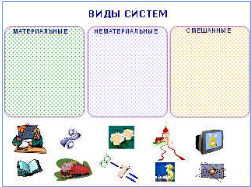 ВИДЫ СИСТЕМ
МАТЕРИАЛЬНЫЕ
НЕМАТЕРИАЛЬНЫЕ
СМЕШАННЫЕ